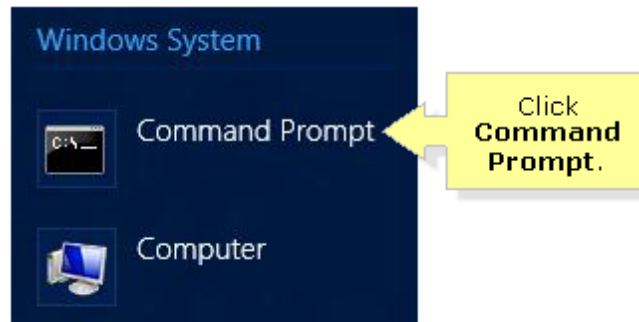 Windows System
C:\_
Command Prompt
Click
Command
Prompt.
Computer